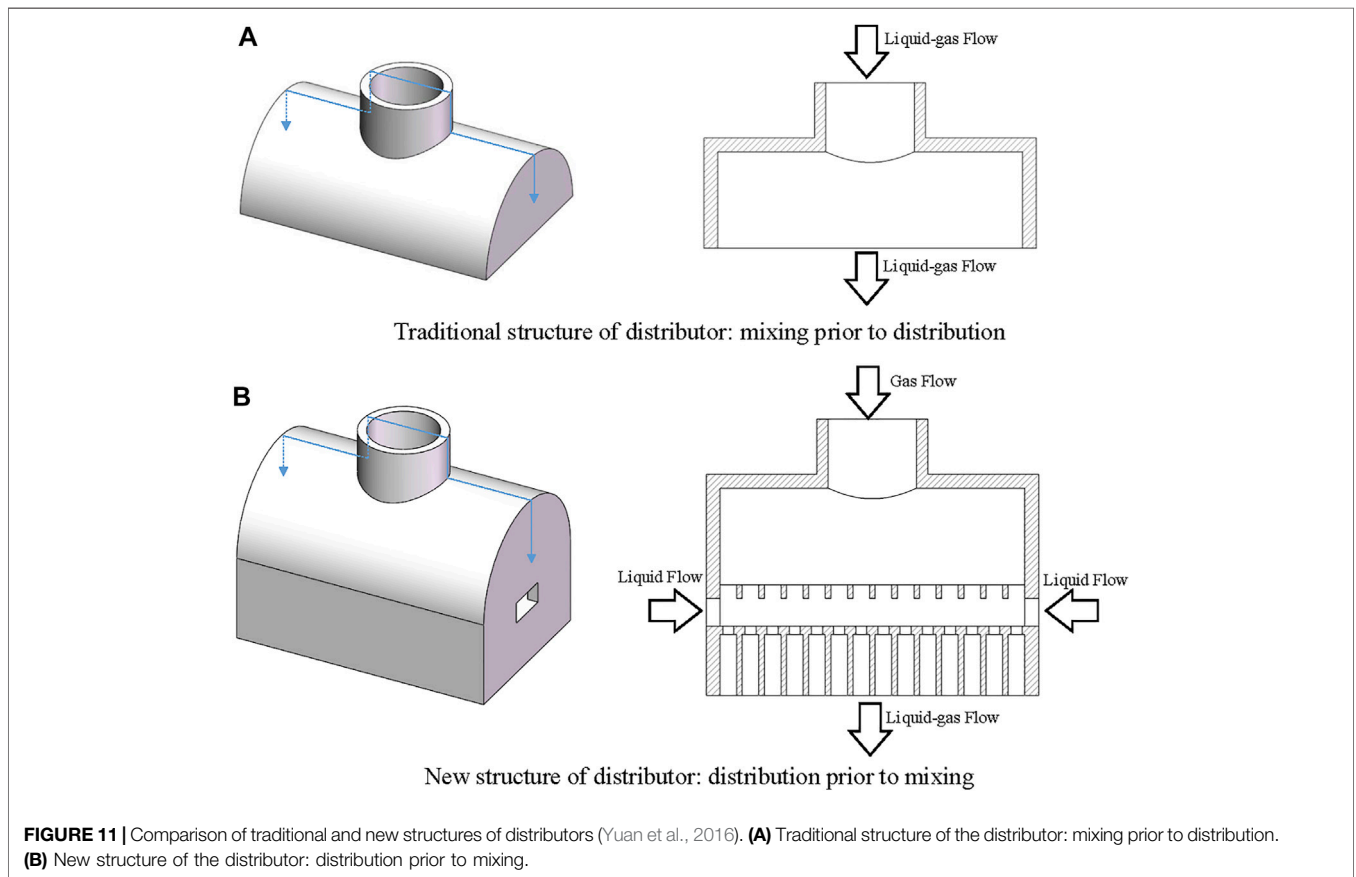 A
Liquid-gas Flow
Liquid-gas Flow
Traditional structure of distributor: mixing prior to distribution
B
Gas Flow
Liquid Flow
Liquid Flow
Liquid-gas Flow
New structure of distributor: distribution prior to mixing
FIGURE 11 | Comparison of traditional and new structures of distributors (Yuan et al., 2016). (A) Traditional structure of the distributor: mixing prior to distribution.
(B) New structure of the distributor: distribution prior to mixing.